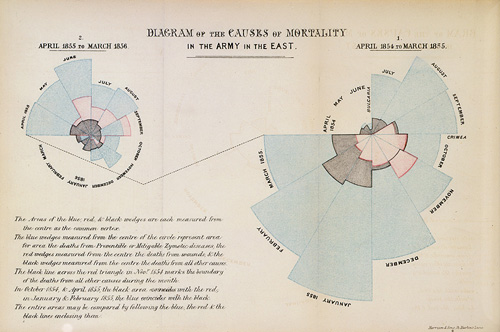 DIAGRAM OF THE CAUSES OF MORTALITY
IN THE ARMY IN THE EAST.
2.
APRIL 1855 TO MARCH 1856.
1.
APRIL 1854 TO MARCH 1855.
APRIL 1855
MAY
JUNE
JULY
AUGUST
SEPTEMBER
OCTOBER
NOVEMBER
DECEMBER
JANUARY 1856
FEBRUARY
MARCH
APRIL 1854
MAY
JUNE
JULY
BULGARIA
AUGUST
SEPTEMBER
CRIMEA
OCTOBER
NOVEMBER
DECEMBER
JANUARY 1855
FEBRUARY
MARCH 1855
The Areas of the blue, red, & black wedges are each measured from
the centre as the common vertex.
The blue wedges measured from the centre of the circle represent area
for area the deaths from Preventible or Mitigable Zymotic diseases, the
red wedges measured from the centre the deaths from wounds, & the
black wedges measured from the centre the deaths from all other causes.
The black line across the red triangle in Novr. 1854 marks the boundary
of the deaths from all other causes during the month.
In October 1854, & April 1855, the black area coincides with the red,
in January & February 1855, the blue coincides with the black.
The entire areas may be compared by following the blue, the red & the
black lines enclosing them.
Harrison & Sons